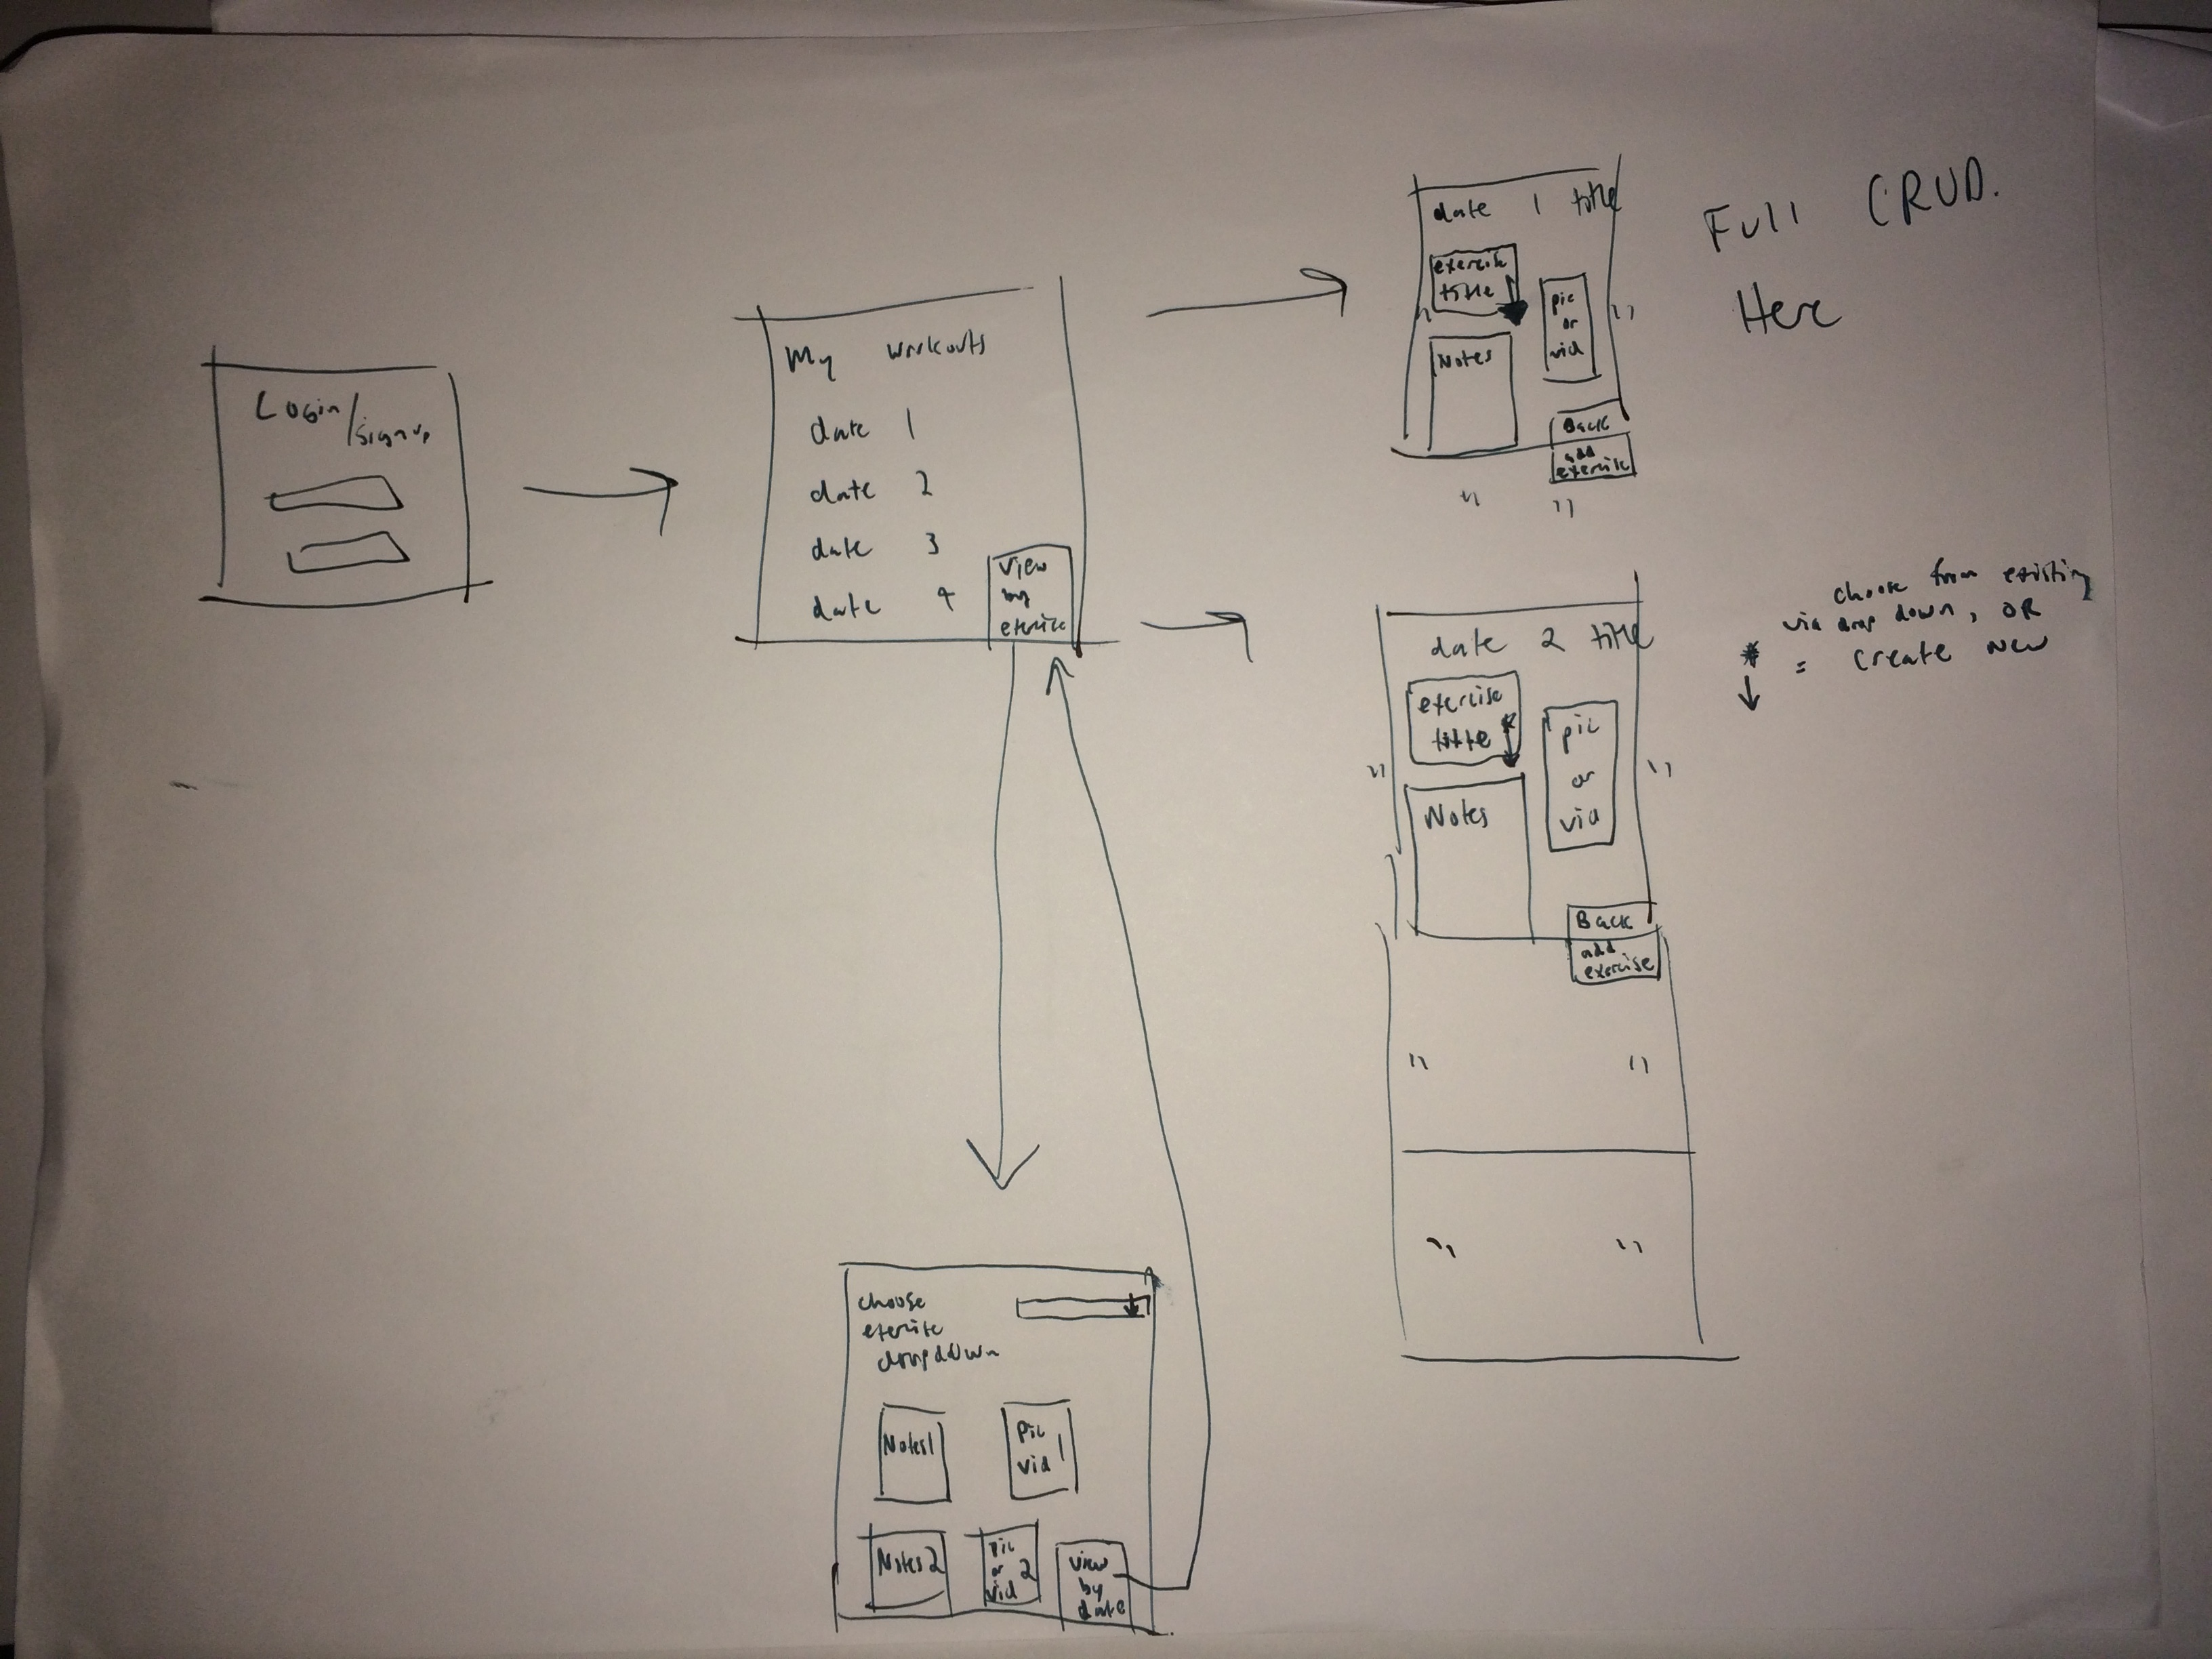 Login/
signup
My workouts
date 1
date 2
date 3
date 4
view
by
exercise
date 1 title
exercise
title
pic
or
vid
Notes
Back
add
exercise
Full CRUD.
Here
date 2 title
exercise
title
pic
or
vid
Notes
Back
add
exercise
choose from existing
via drop down, OR
* = Create New
↓
choose
exercise
dropdown
Notes 1
Pic
vid 1
Notes 2
pic
or
vid 2
view
by
date